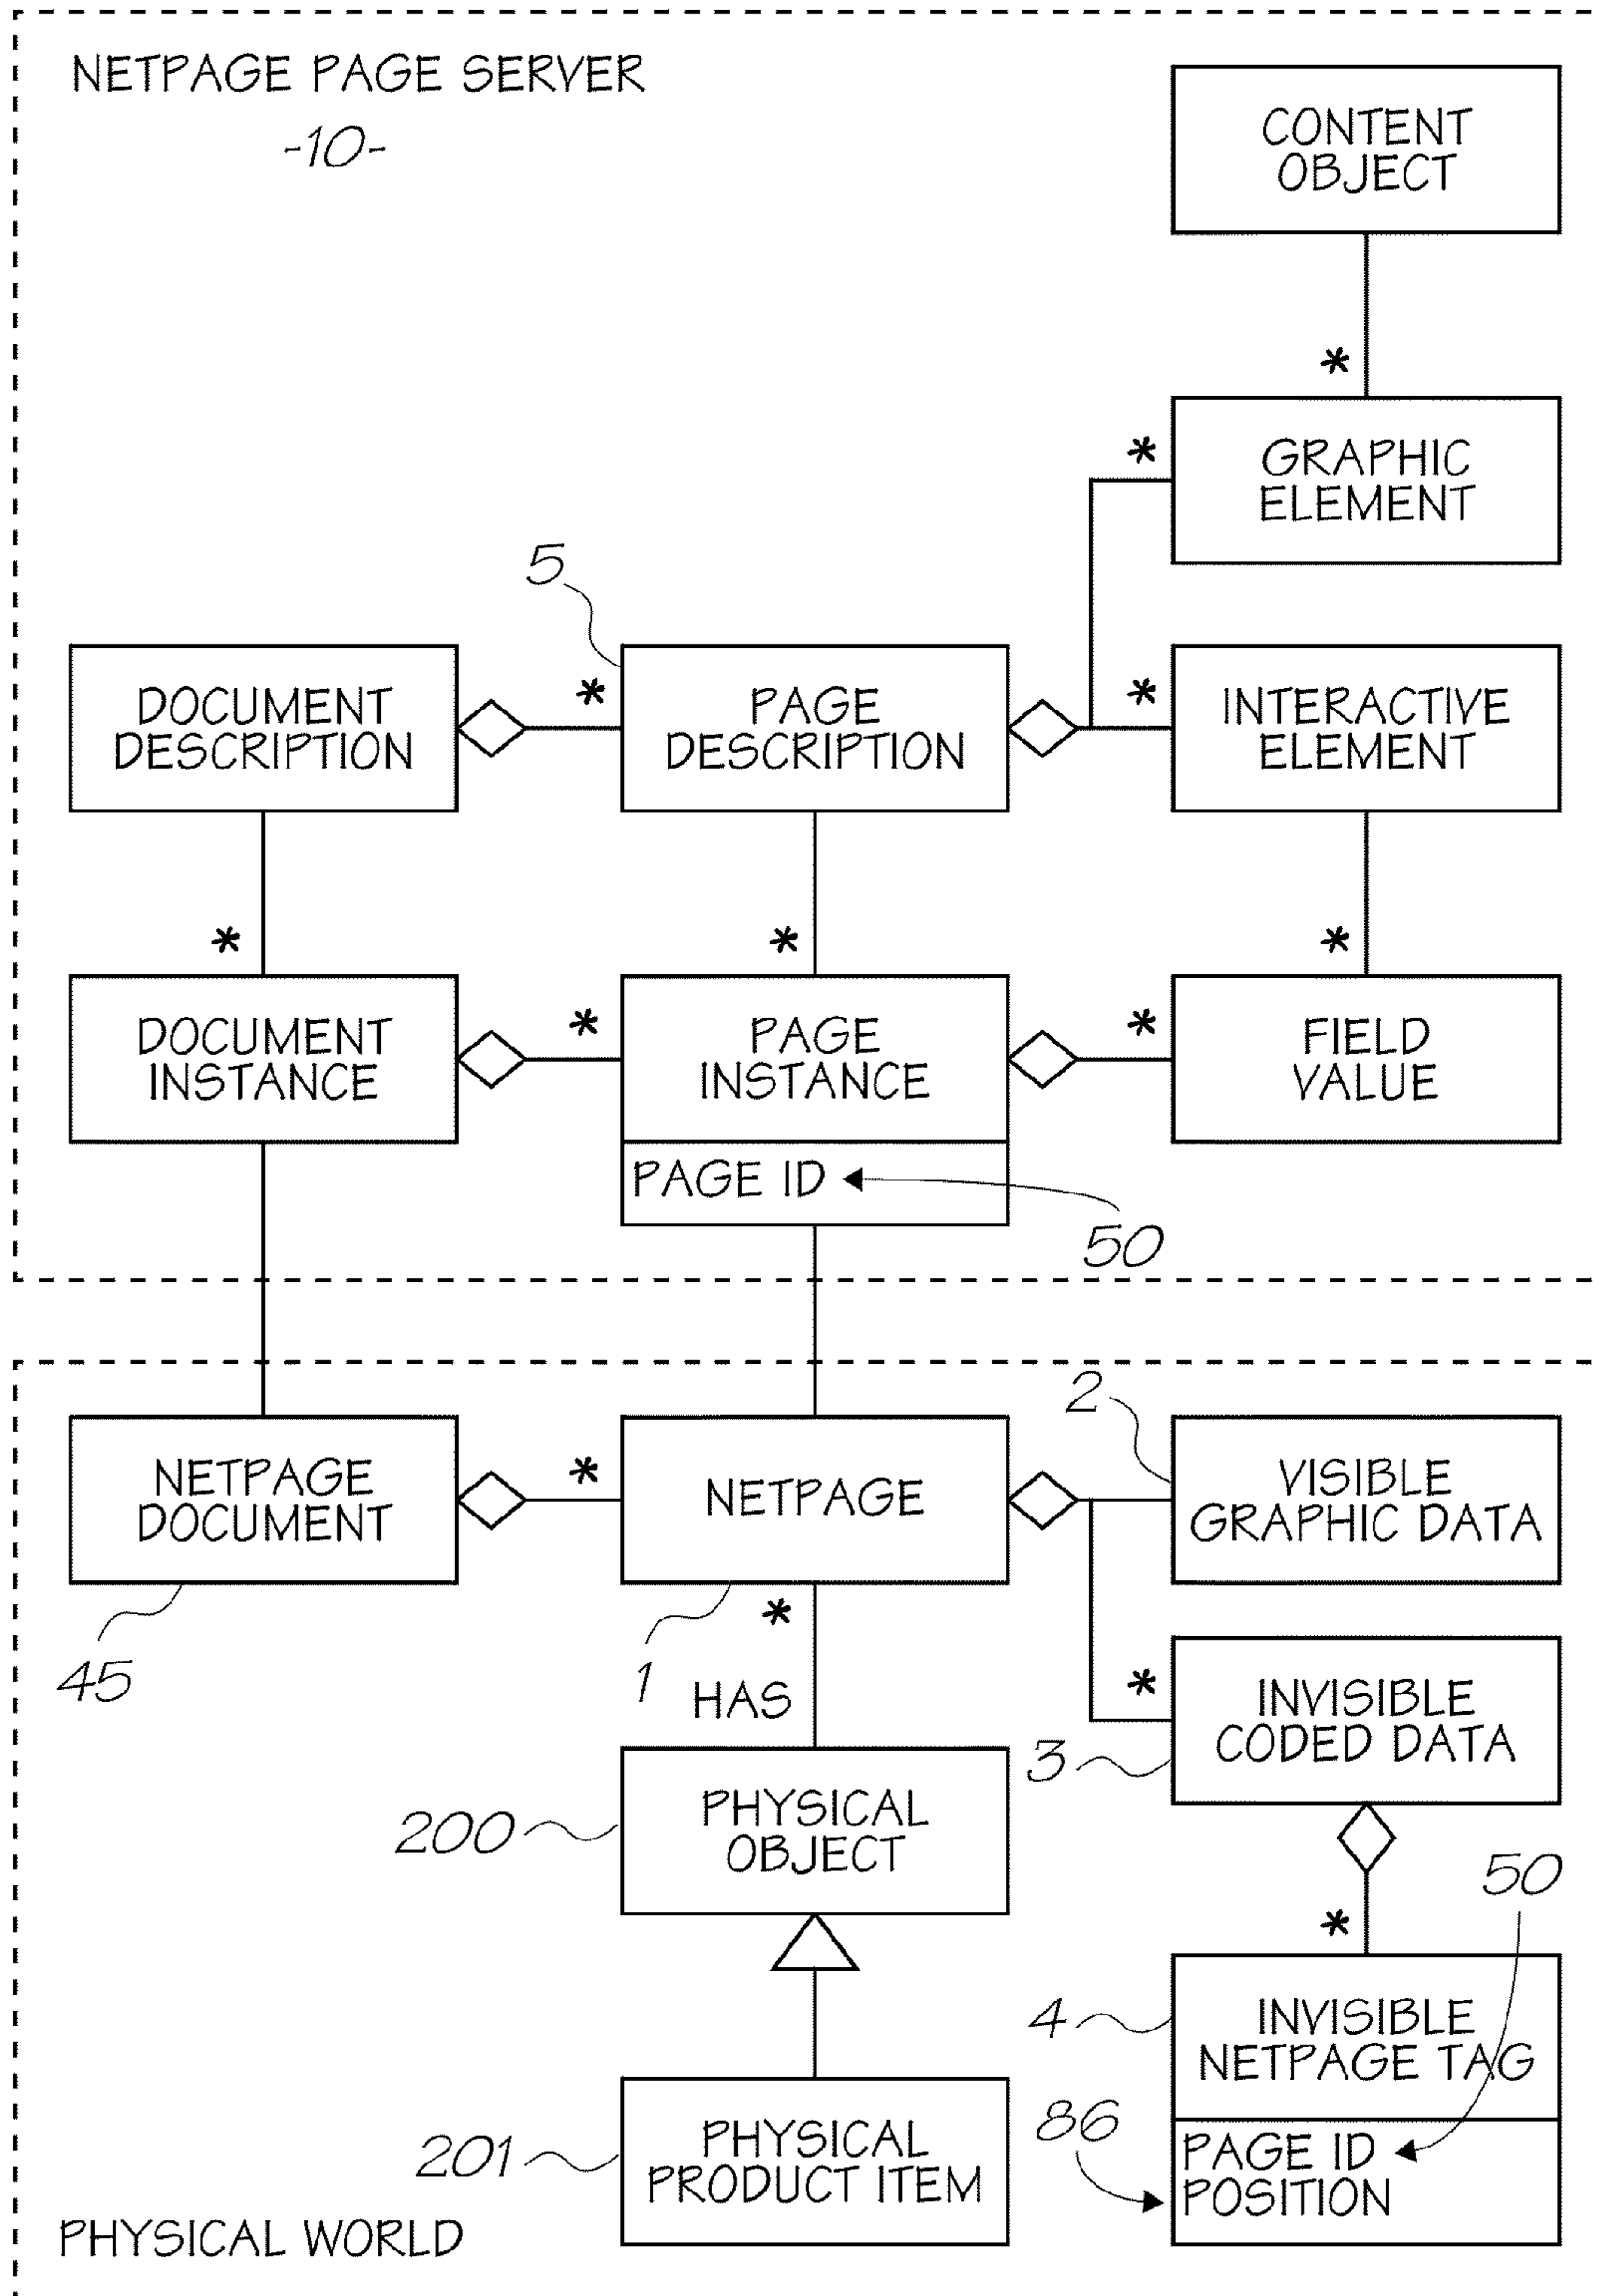 NETPAGE PAGE SERVER
-10-
CONTENT
OBJECT
*
*
GRAPHIC
ELEMENT
5
DOCUMENT
DESCRIPTION
*
PAGE
DESCRIPTION
*
INTERACTIVE
ELEMENT
*
*
*
DOCUMENT
INSTANCE
*
PAGE
INSTANCE
*
FIELD
VALUE
PAGE ID
50
NETPAGE
DOCUMENT
45
*
NETPAGE
1
2
VISIBLE
GRAPHIC DATA
*
HAS
*
INVISIBLE
CODED DATA
3
200
PHYSICAL
OBJECT
50
*
4
INVISIBLE
NETPAGE TAG
86
PAGE ID
POSITION
201
PHYSICAL
PRODUCT ITEM
PHYSICAL WORLD